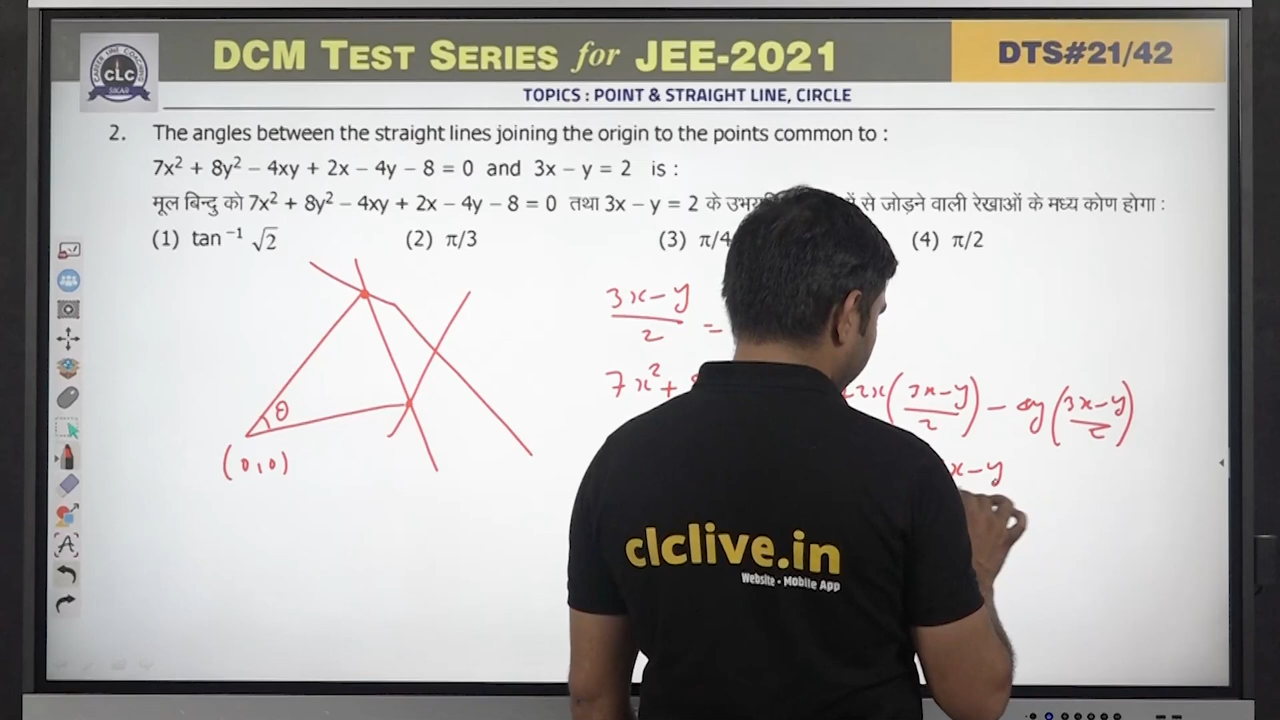 DCM TEST SERIES for JEE-2021
DTS#21/42
CAREER LINE COACHING
CLC
SIKAR
TOPICS : POINT & STRAIGHT LINE, CIRCLE
2. The angles between the straight lines joining the origin to the points common to :
7x² + 8y² – 4xy + 2x – 4y – 8 = 0 and 3x – y = 2 is :
मूल बिन्दु को 7x² + 8y² – 4xy + 2x – 4y – 8 = 0 तथा 3x – y = 2 के से जोड़ने वाली रेखाओं के मध्य कोण होगा :
(1) tan⁻¹ √2 (2) π/3 (3) π/4 (4) π/2
3x–y/2 =
7x²+ 2x(3x–y/2) – 4y(3x–y/2)
x–y
θ
(0,0)
clclive.in
Website - Mobile App